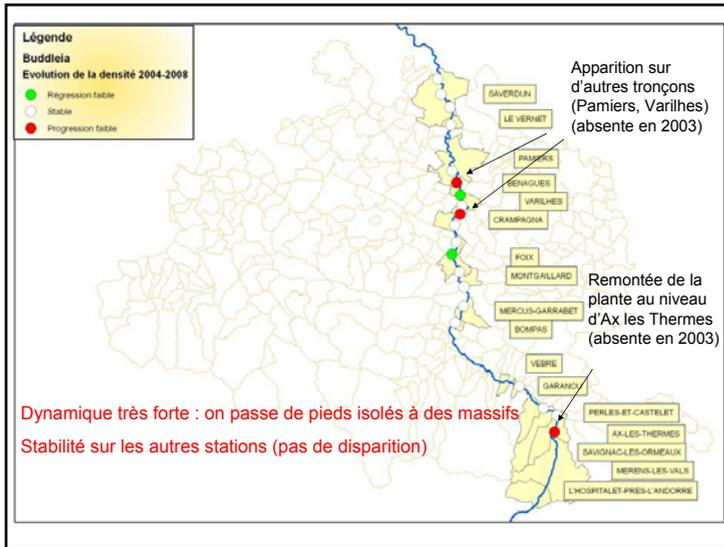 Légende
Buddleia
Evolution de la densité 2004-2008
Régression faible
Stable
Progression faible
Apparition sur
d'autres tronçons
(Pamiers, Varilhes)
(absente en 2003)
SAVERDUN
LE VERNET
PAMIERS
BENAGUES
VARILHES
CRAMPAGNA
FOIX
MONTGAILLARD
Remontée de la
plante au niveau
d'Ax les Thermes
(absente en 2003)
MERCUS-GARRABET
BOMPAS
VEBRE
GARANOU
Dynamique très forte : on passe de pieds isolés à des massifs
Stabilité sur les autres stations (pas de disparition)
PERLES-ET-CASTELET
AX-LES-THERMES
SAVIGNAC-LES-ORMEAUX
MERENS-LES-VALS
L'HOSPITALET-PRES-L'ANDORRE